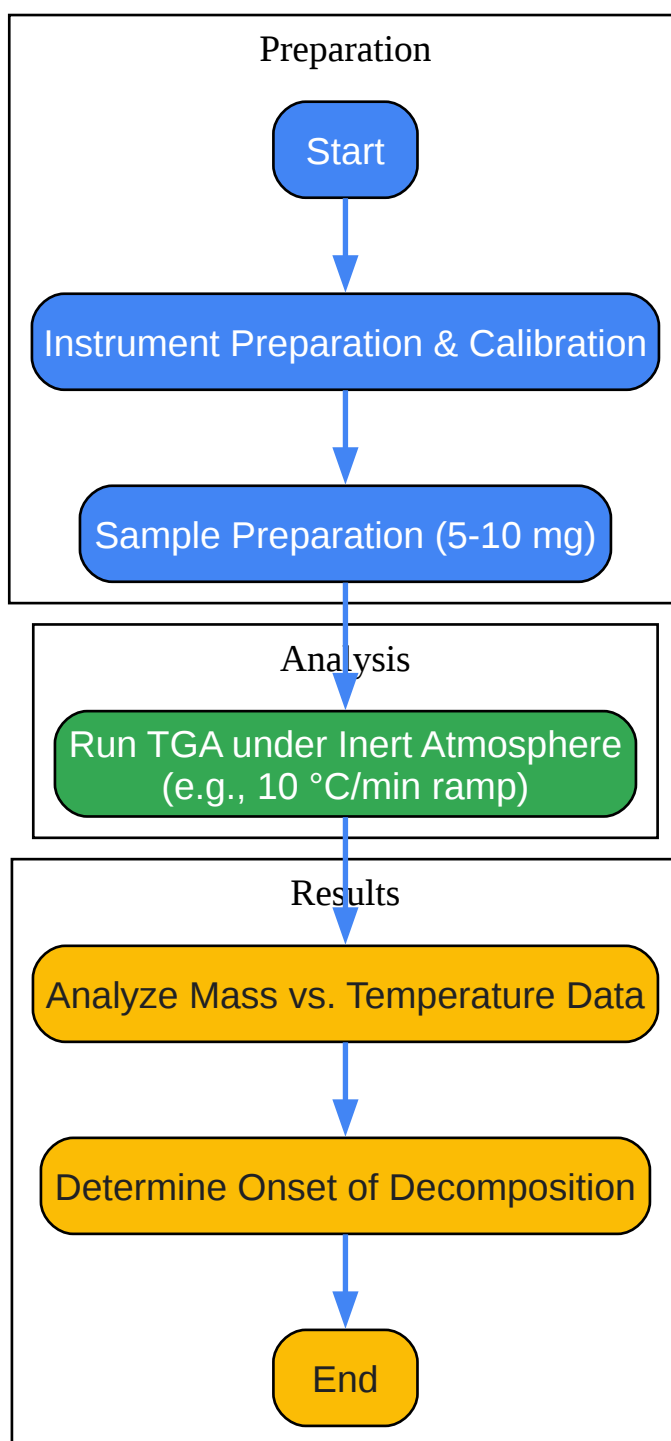 Preparation
Start
Instrument Preparation & Calibration
Sample Preparation (5-10 mg)
Analysis
Run TGA under Inert Atmosphere
(e.g., 10 °C/min ramp)
Results
Analyze Mass vs. Temperature Data
Determine Onset of Decomposition
End